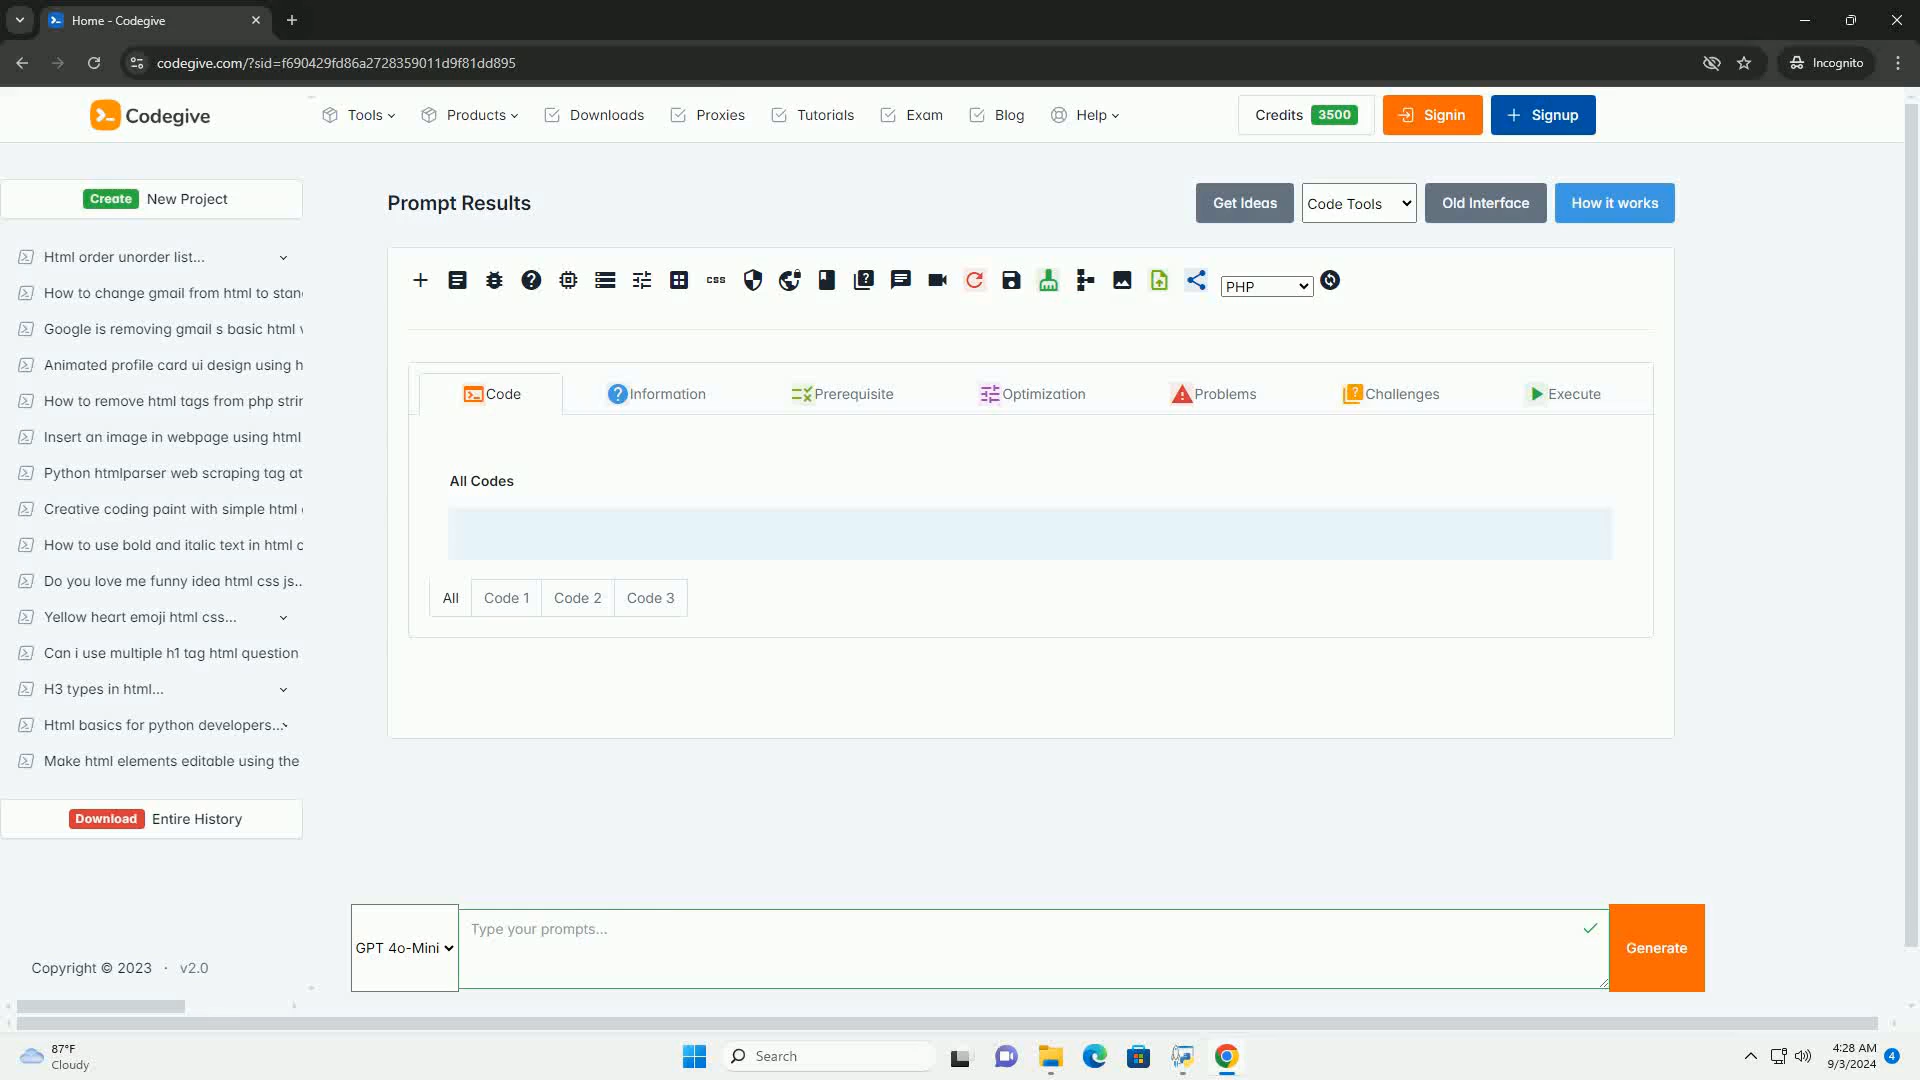 Home - Codegive
codegive.com/?sid=f690429fd86a2728359011d9f81dd895
Incognito
Codegive
Tools
Products
Downloads
Proxies
Tutorials
Exam
Blog
Help
Credits 3500
Signin
Signup
Create New Project
Html order unorder list...
How to change gmail from html to stan
Google is removing gmail s basic html v
Animated profile card ui design using h
How to remove html tags from php strin
Insert an image in webpage using html
Python htmlparser web scraping tag at
Creative coding paint with simple html
How to use bold and italic text in html c
Do you love me funny idea html css js...
Yellow heart emoji html css...
Can i use multiple h1 tag html question
H3 types in html...
Html basics for python developers...
Make html elements editable using the
Download Entire History
Copyright © 2023 · v2.0
Prompt Results
Get Ideas
Code Tools
Old Interface
How it works
css
PHP
Code
Information
Prerequisite
Optimization
Problems
Challenges
Execute
All Codes
All
Code 1
Code 2
Code 3
GPT 4o-Mini
Type your prompts...
Generate
87°F
Cloudy
Search
4:28 AM
9/3/2024
4